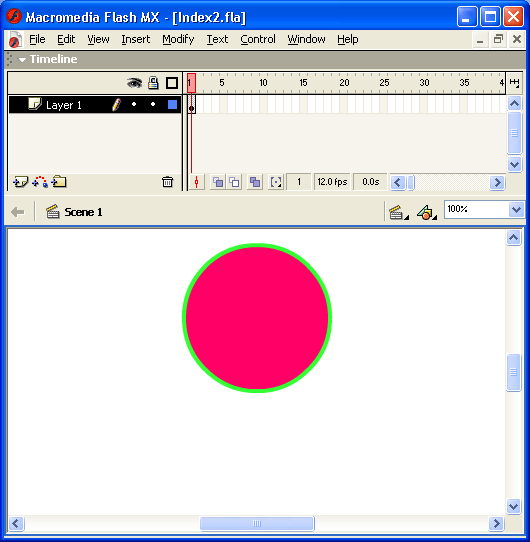 Macromedia Flash MX - [Index2.fla]
File Edit View Insert Modify Text Control Window Help
Timeline
1 5 10 15 20 25 30 35 4
Layer 1
1 12.0 fps 0.0s
Scene 1 100%